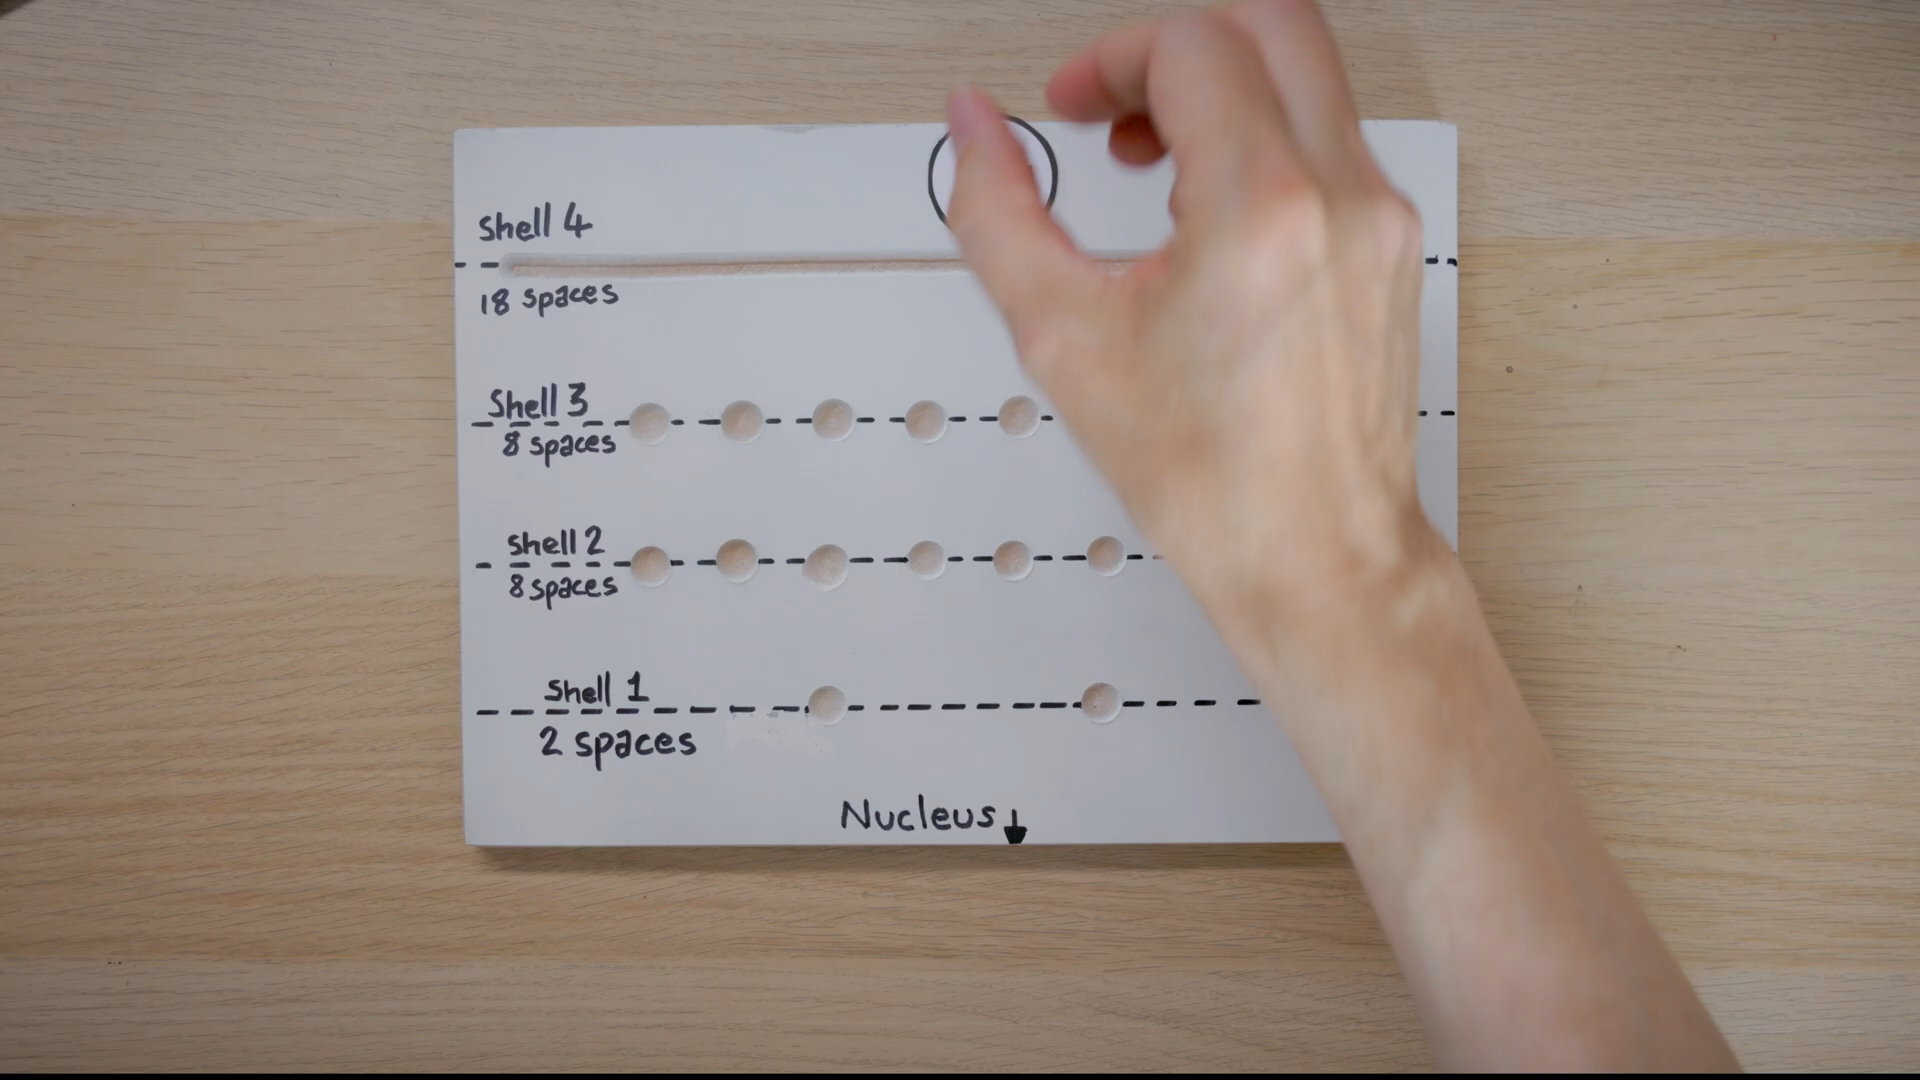 Shell 4
18 spaces
Shell 3
8 spaces
Shell 2
8 spaces
Shell 1
2 spaces
Nucleus